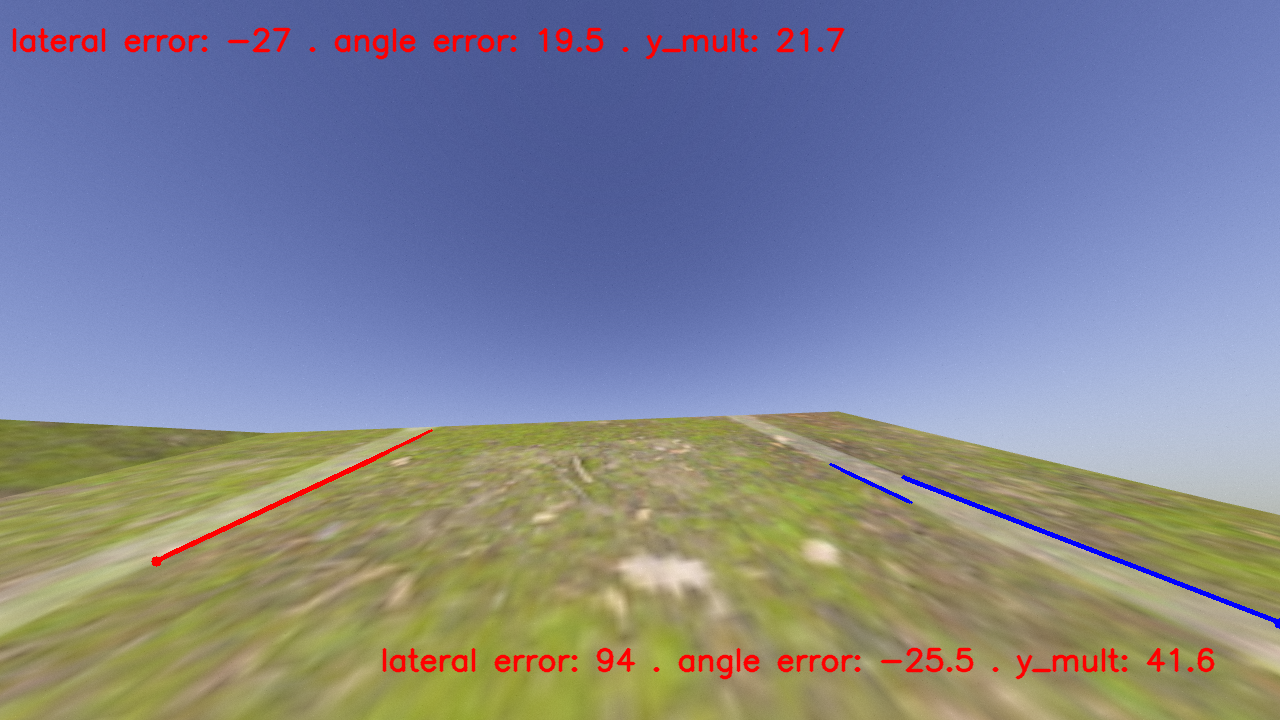 lateral error: -27 . angle error: 19.5 . y_mult: 21.7
lateral error: 94 . angle error: -25.5 . y_mult: 41.6